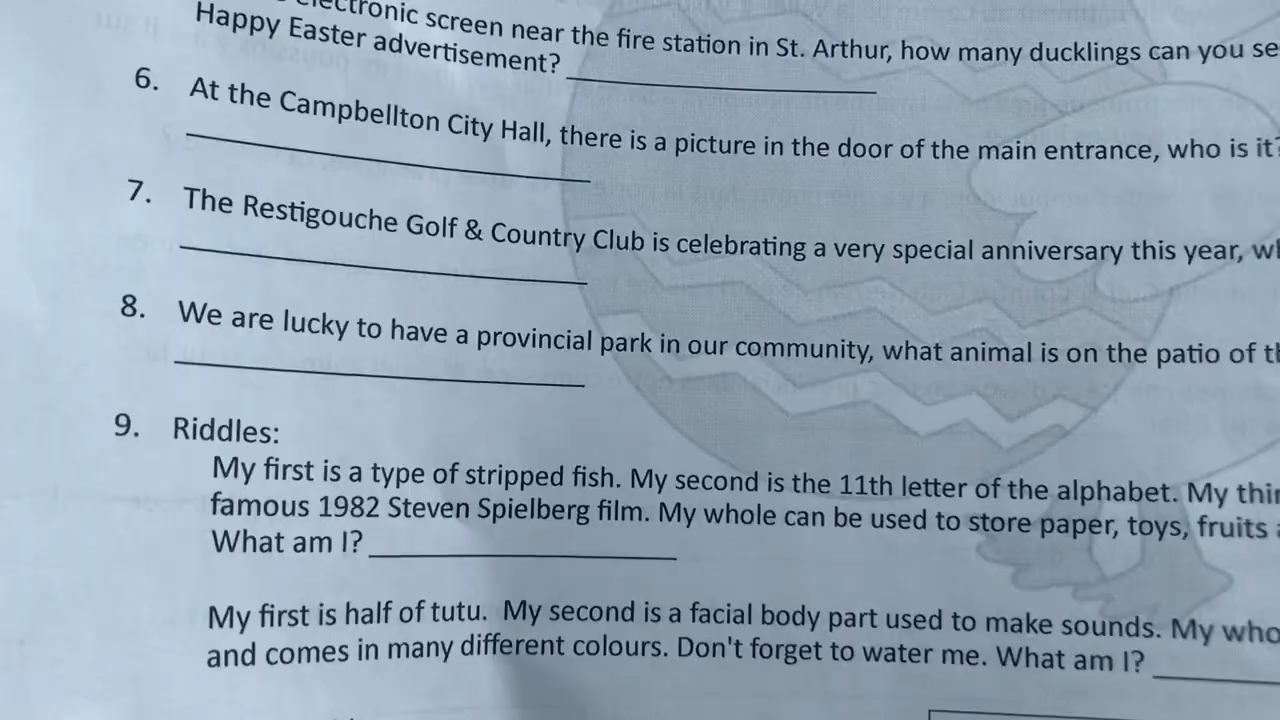 electronic screen near the fire station in St. Arthur, how many ducklings can you se
Happy Easter advertisement?
6. At the Campbellton City Hall, there is a picture in the door of the main entrance, who is it?
7. The Restigouche Golf & Country Club is celebrating a very special anniversary this year, wh
8. We are lucky to have a provincial park in our community, what animal is on the patio of th
9. Riddles:
My first is a type of stripped fish. My second is the 11th letter of the alphabet. My thir
famous 1982 Steven Spielberg film. My whole can be used to store paper, toys, fruits
What am I?
My first is half of tutu. My second is a facial body part used to make sounds. My who
and comes in many different colours. Don't forget to water me. What am I?